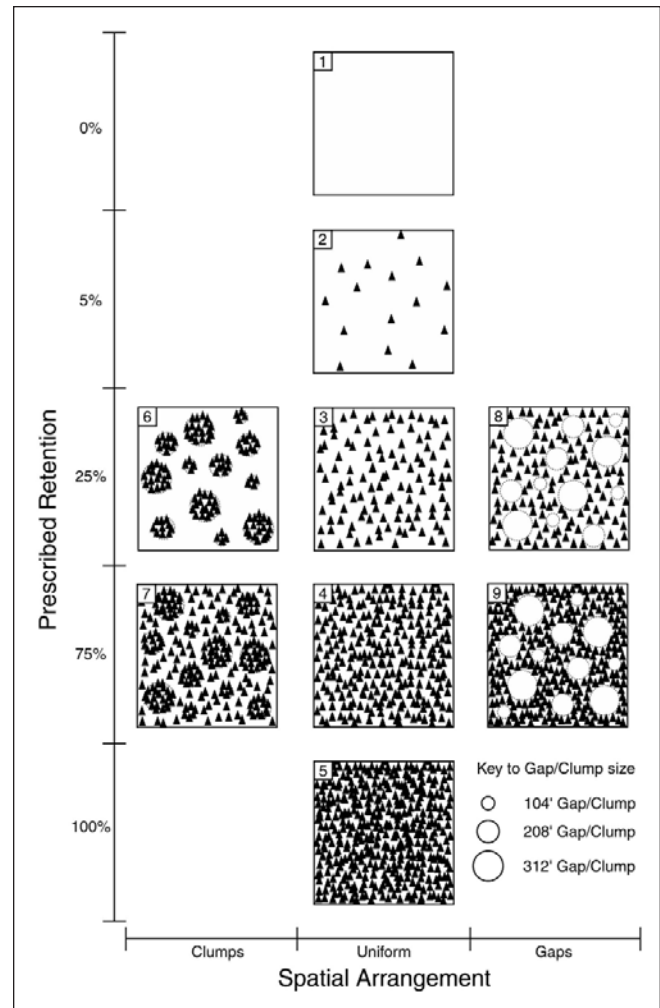 1
0%
2
5%
6
3
8
25%
Prescribed Retention
7
4
9
75%
5
Key to Gap/Clump size
104' Gap/Clump
208' Gap/Clump
312' Gap/Clump
100%
Clumps
Uniform
Gaps
Spatial Arrangement